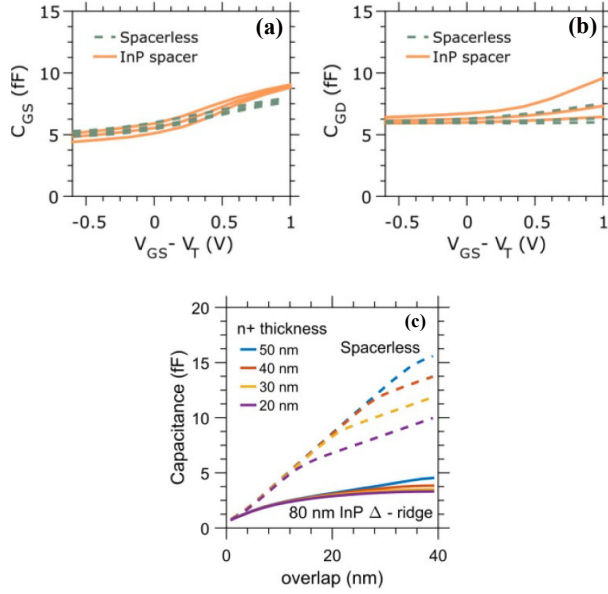 (a)
Spacerless
InP spacer
C_GS (fF)
15
10
5
0
-0.5 0 0.5 1
V_GS - V_T (V)
(b)
Spacerless
InP spacer
C_GD (fF)
15
10
5
0
-0.5 0 0.5 1
V_GS - V_T (V)
(c)
n+ thickness
50 nm
40 nm
30 nm
20 nm
Spacerless
80 nm InP Δ - ridge
Capacitance (fF)
20
15
10
5
0
0 20 40
overlap (nm)